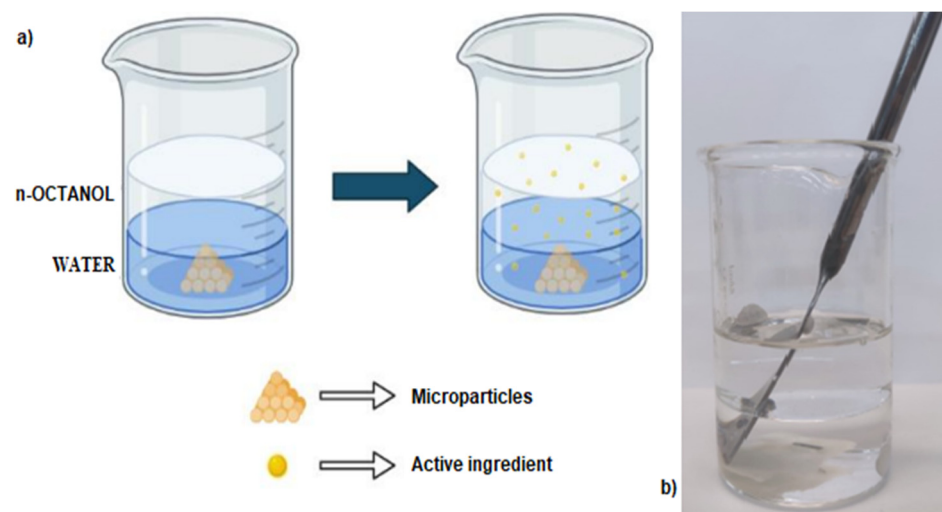 a)
n-OCTANOL
WATER
Microparticles
Active ingredient
b)